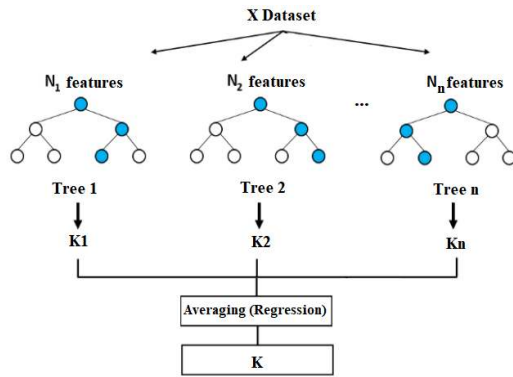 X Dataset
N1 features N2 features ... Nn features
Tree 1 Tree 2 Tree n
K1 K2 Kn
Averaging (Regression)
K